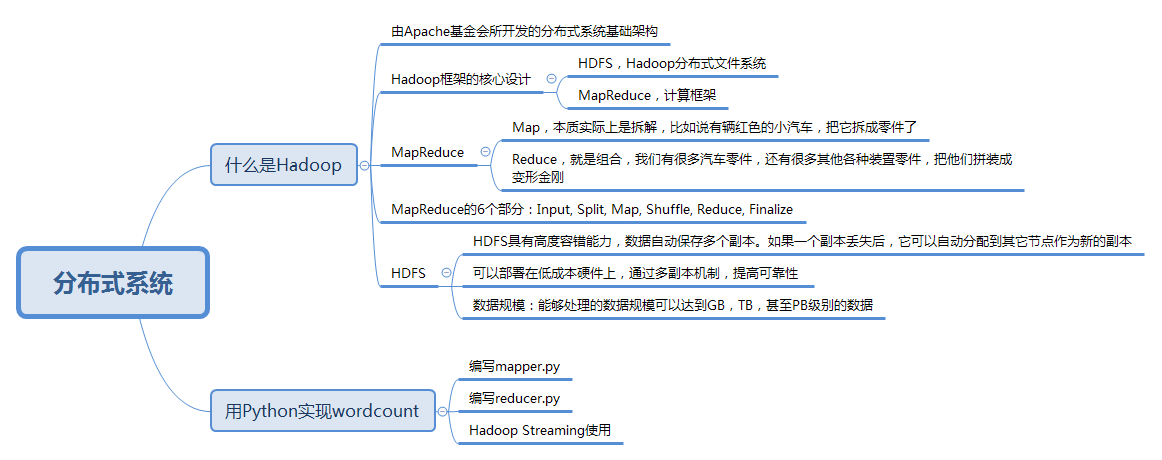 分布式系统
什么是Hadoop
由Apache基金会所开发的分布式系统基础架构
Hadoop框架的核心设计
HDFS，Hadoop分布式文件系统
MapReduce，计算框架
MapReduce
Map，本质实际上是拆解，比如说有辆红色的小汽车，把它拆成零件了
Reduce，就是组合，我们有很多汽车零件，还有很多其他各种装置零件，把他们拼装成
变形金刚
MapReduce的6个部分：Input, Split, Map, Shuffle, Reduce, Finalize
HDFS
HDFS具有高度容错能力，数据自动保存多个副本。如果一个副本丢失后，它可以自动分配到其它节点作为新的副本
可以部署在低成本硬件上，通过多副本机制，提高可靠性
数据规模：能够处理的数据规模可以达到GB，TB，甚至PB级别的数据
用Python实现wordcount
编写mapper.py
编写reducer.py
Hadoop Streaming使用